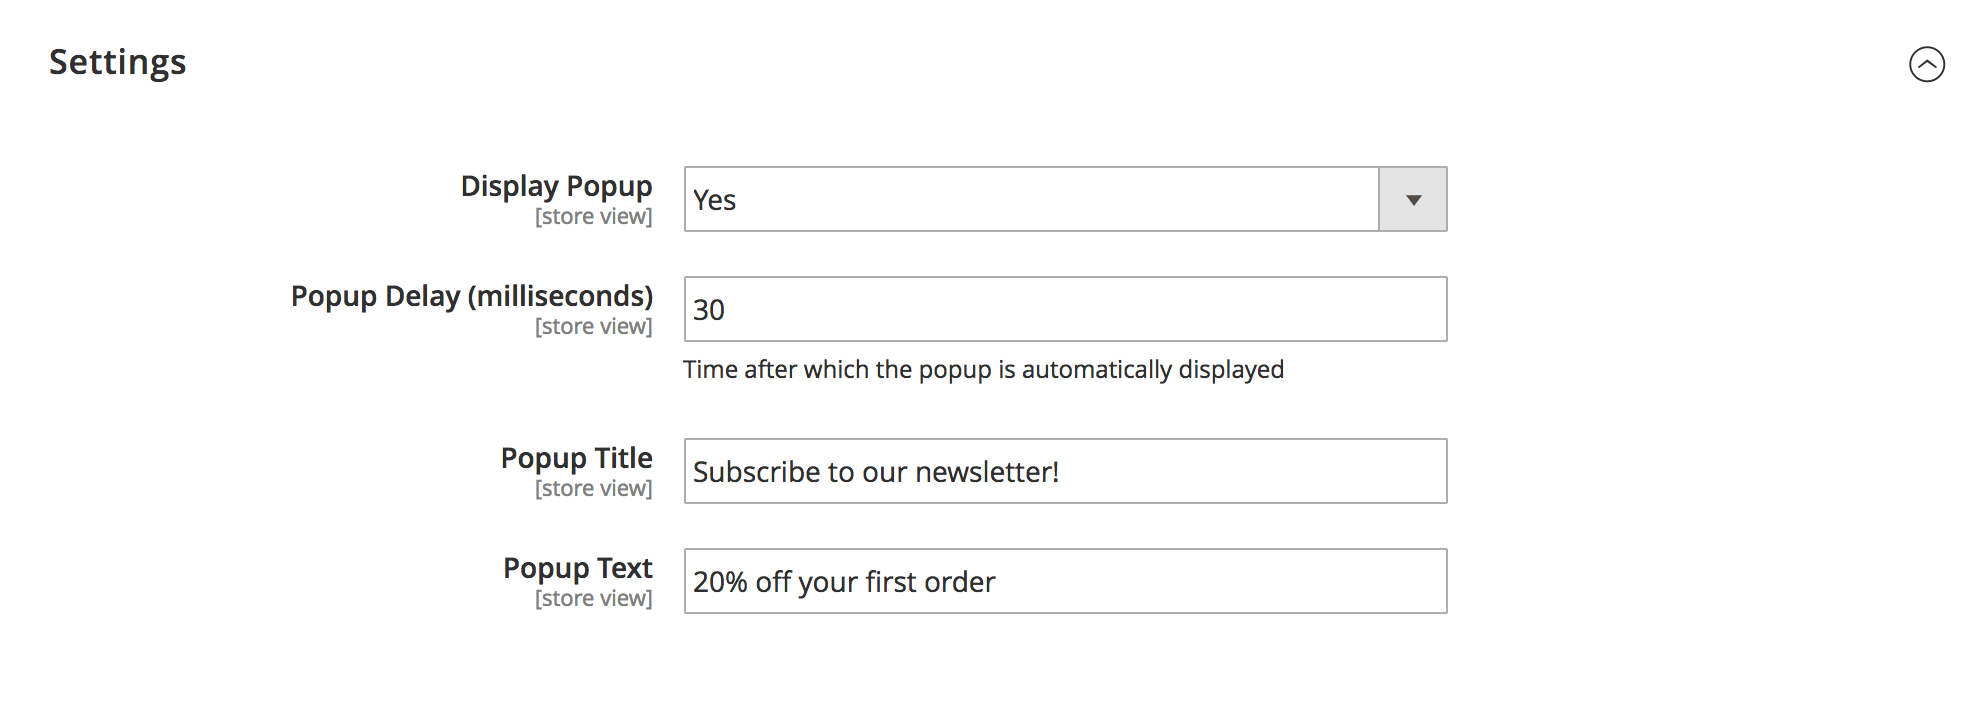 Settings
Display Popup
[store view]
Yes
Popup Delay (milliseconds)
[store view]
30
Time after which the popup is automatically displayed
Popup Title
[store view]
Subscribe to our newsletter!
Popup Text
[store view]
20% off your first order